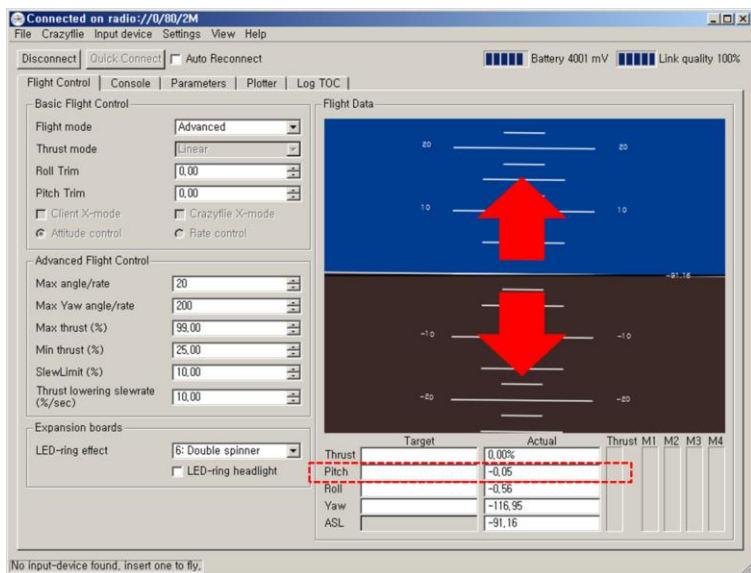 Connected on radio://0/80/2M
File Crazyflie Input device Settings View Help
Disconnect Quick Connect Auto Reconnect Battery 4001 mV Link quality 100%
Flight Control Console Parameters Plotter Log TOC
Basic Flight Control
Flight mode Advanced
Thrust mode Linear
Roll Trim 0,00
Pitch Trim 0,00
Client X-mode Crazyflie X-mode
Attitude control Rate control
Advanced Flight Control
Max angle/rate 20
Max Yaw angle/rate 200
Max thrust (%) 99,00
Min thrust (%) 25,00
SlewLimit (%) 10,00
Thrust lowering slewrate
(%/sec) 10,00
Expansion boards
LED-ring effect 6: Double spinner
LED-ring headlight
Flight Data
20 20
10 10
-91.16
-10 -10
-20 -20
Target Actual Thrust M1 M2 M3 M4
Thrust 0,00%
Pitch -0,05
Roll -0,56
Yaw -116,95
ASL -91,16
No input-device found, insert one to fly,